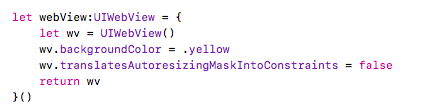 let webView:UIWebView = {
    let wv = UIWebView()
    wv.backgroundColor = .yellow
    wv.translatesAutoresizingMaskIntoConstraints = false
    return wv
}()